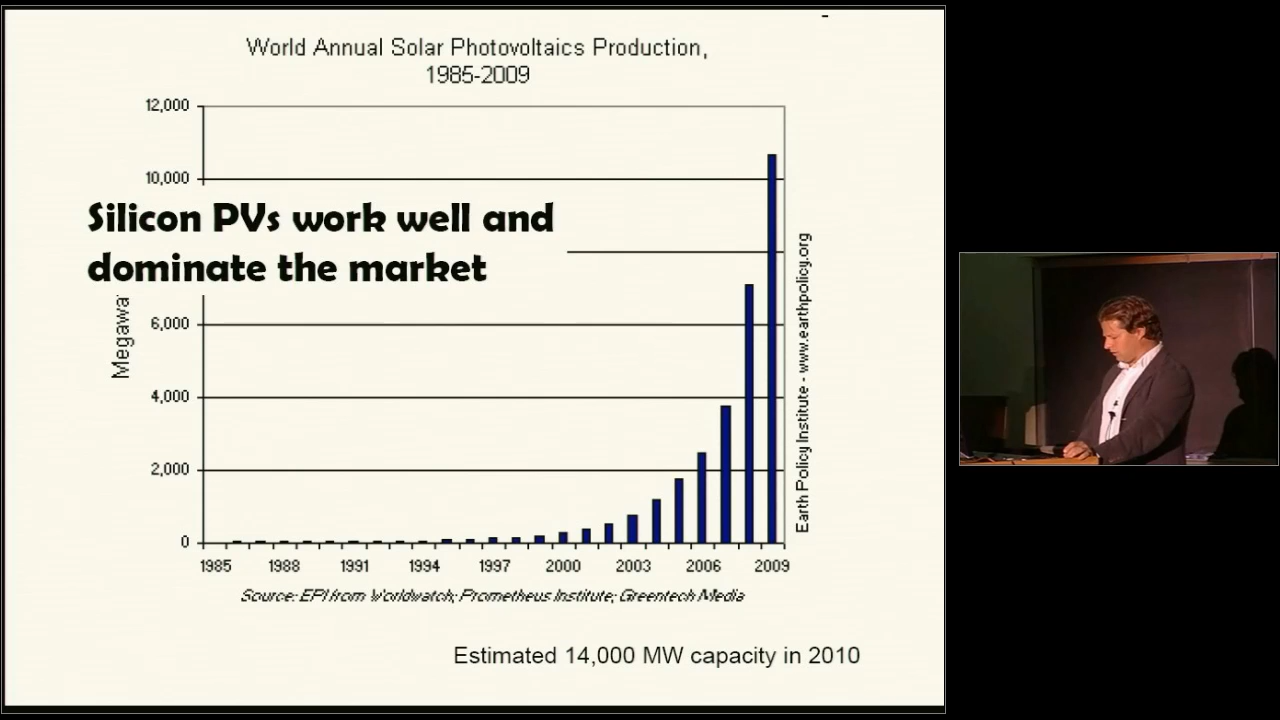 World Annual Solar Photovoltaics Production,
1985-2009
12,000
10,000
Silicon PVs work well and
dominate the market
Megawa
6,000
4,000
2,000
0
1985 1988 1991 1994 1997 2000 2003 2006 2009
Earth Policy Institute - www.earthpolicy.org
Source: EPI from Worldwatch; Prometheus Institute; Greentech Media
Estimated 14,000 MW capacity in 2010